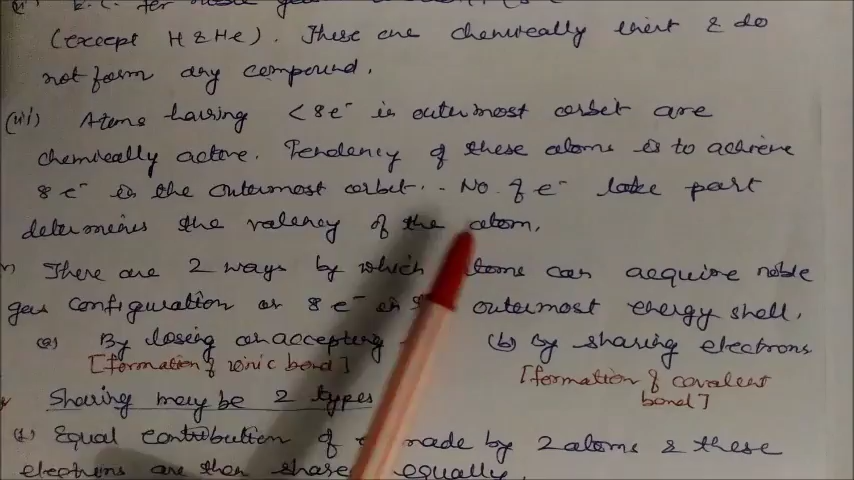 (except H & He). These are chemically inert & do
not form any compound.
(iii) Atoms having <8e⁻ in outermost orbit are
chemically active. Tendency of these atoms is to achieve
8e⁻ in the outermost orbit. - No. of e⁻ take part
determines the valency of the atom.
There are 2 ways by which atoms can acquire noble
gas configuration or 8e⁻ in outermost energy shell.
(a) By losing or accepting (b) by sharing electrons
[formation of ionic bond] [formation of covalent
bond]
Sharing may be 2 types
(i) Equal contribution of made by 2 atoms & these
electrons are then shared equally.